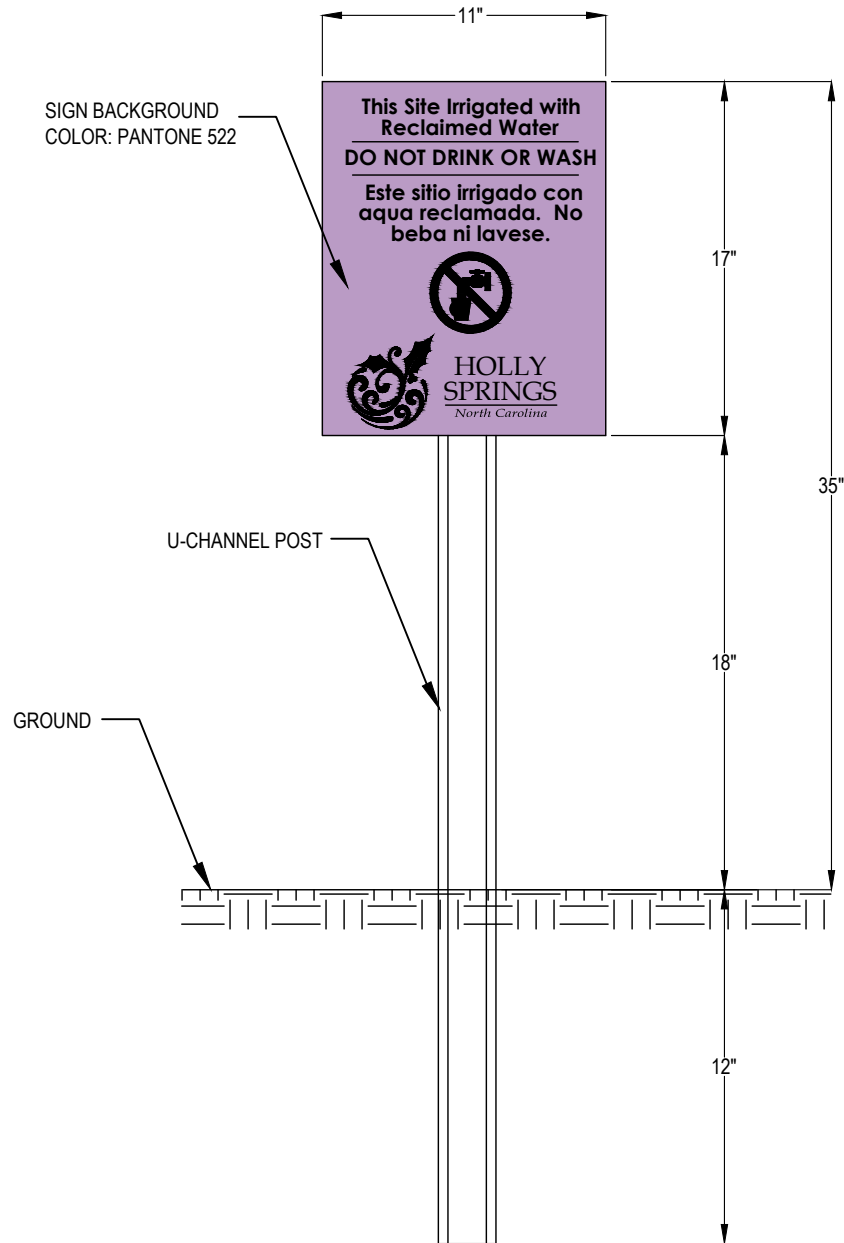 11"
SIGN BACKGROUND
COLOR: PANTONE 522
This Site Irrigated with
Reclaimed Water
DO NOT DRINK OR WASH
Este sitio irrigado con
aqua reclamada. No
beba ni lavese.
HOLLY
SPRINGS
North Carolina
17"
35"
U-CHANNEL POST
18"
GROUND
12"